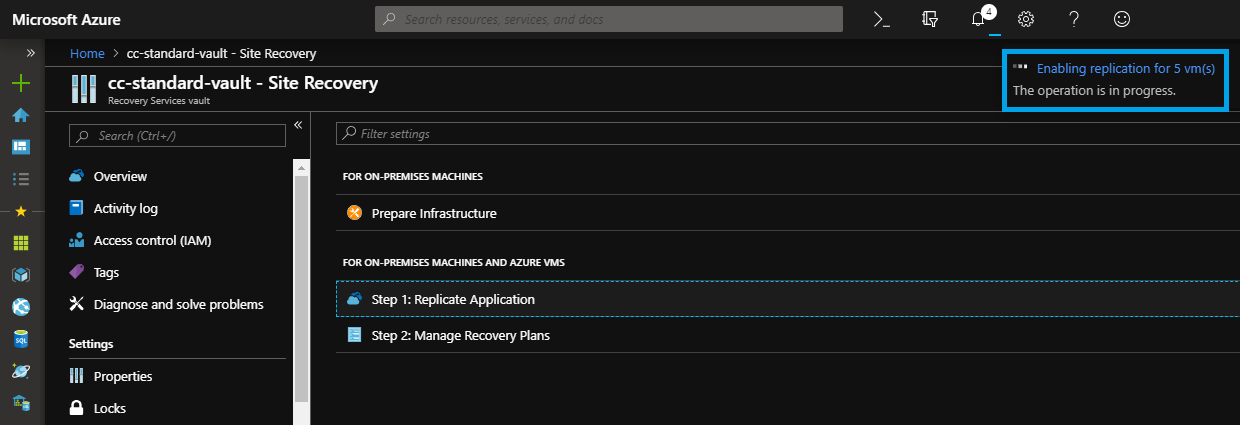 Microsoft Azure
Search resources, services, and docs
4
Home > cc-standard-vault - Site Recovery
cc-standard-vault - Site Recovery
Recovery Services vault
Enabling replication for 5 vm(s)
The operation is in progress.
Search (Ctrl+/)
Overview
Activity log
Access control (IAM)
Tags
Diagnose and solve problems
Settings
Properties
Locks
Filter settings
FOR ON-PREMISES MACHINES
Prepare Infrastructure
FOR ON-PREMISES MACHINES AND AZURE VMS
Step 1: Replicate Application
Step 2: Manage Recovery Plans
SQL